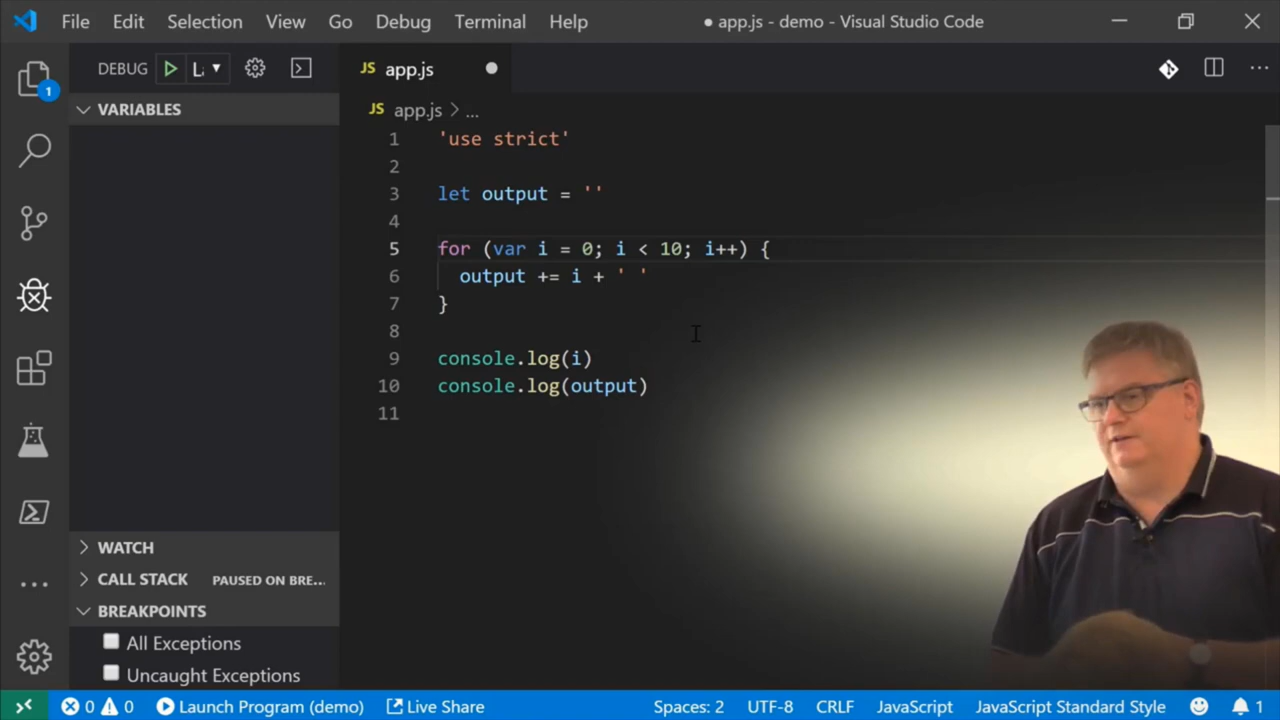 File Edit Selection View Go Debug Terminal Help
● app.js - demo - Visual Studio Code
DEBUG
JS app.js
1
VARIABLES
JS app.js > ...
1 'use strict'
2
3 let output = ''
4
5 for (var i = 0; i < 10; i++) {
6 output += i + ' '
7 }
8
9 console.log(i)
10 console.log(output)
11
WATCH
CALL STACK PAUSED ON BRE...
BREAKPOINTS
All Exceptions
Uncaught Exceptions
0 0 Launch Program (demo) Live Share Spaces: 2 UTF-8 CRLF JavaScript JavaScript Standard Style 1